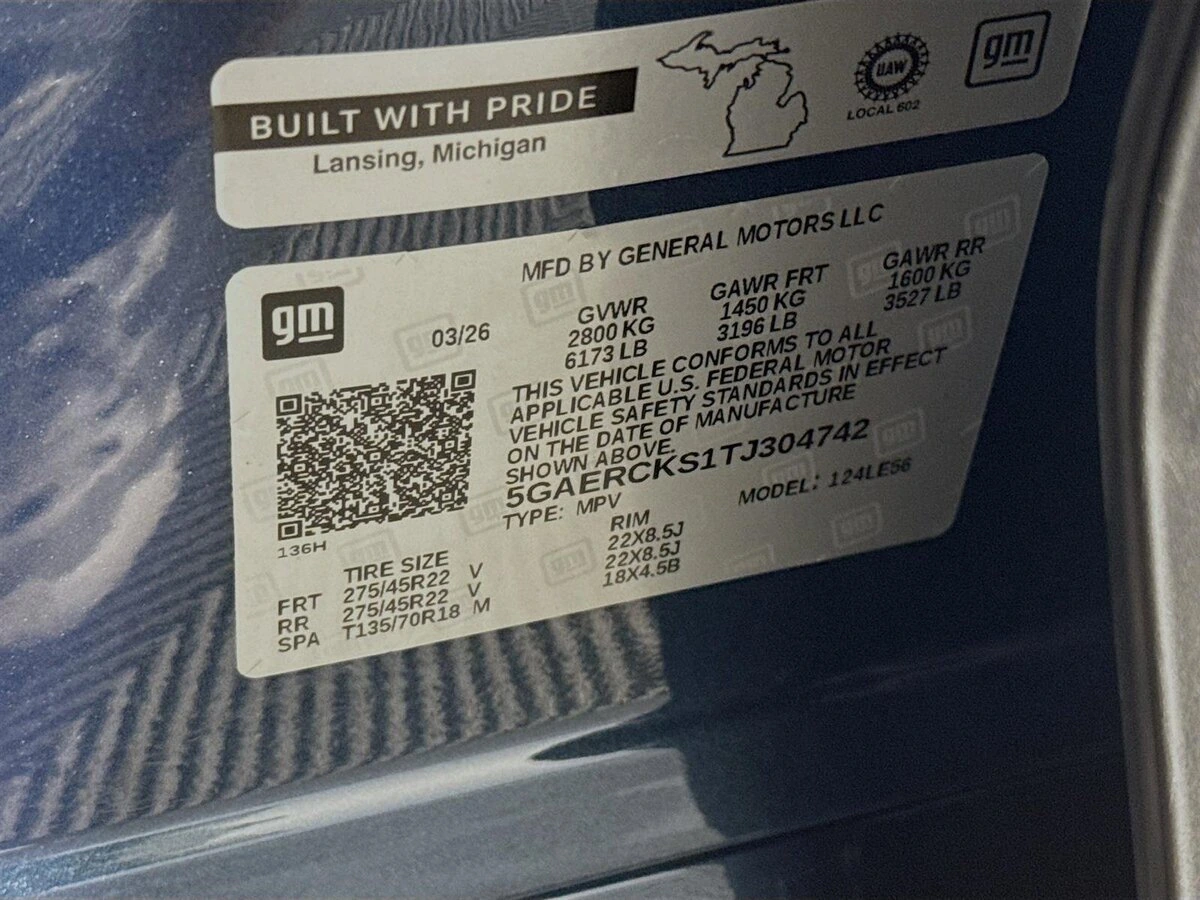 BUILT WITH PRIDE
Lansing, Michigan
UAW
LOCAL 602
gm
MFD BY GENERAL MOTORS LLC
gm
03/26
GVWR
2800 KG
6173 LB
GAWR FRT
1450 KG
3196 LB
GAWR RR
1600 KG
3527 LB
THIS VEHICLE CONFORMS TO ALL
APPLICABLE U.S. FEDERAL MOTOR
VEHICLE SAFETY STANDARDS IN EFFECT
ON THE DATE OF MANUFACTURE
SHOWN ABOVE.
5GAERCKS1TJ304742
TYPE: MPV MODEL: 124LE56
136H
TIRE SIZE RIM
FRT 275/45R22 V 22X8.5J
RR 275/45R22 V 22X8.5J
SPA T135/70R18 M 18X4.5B